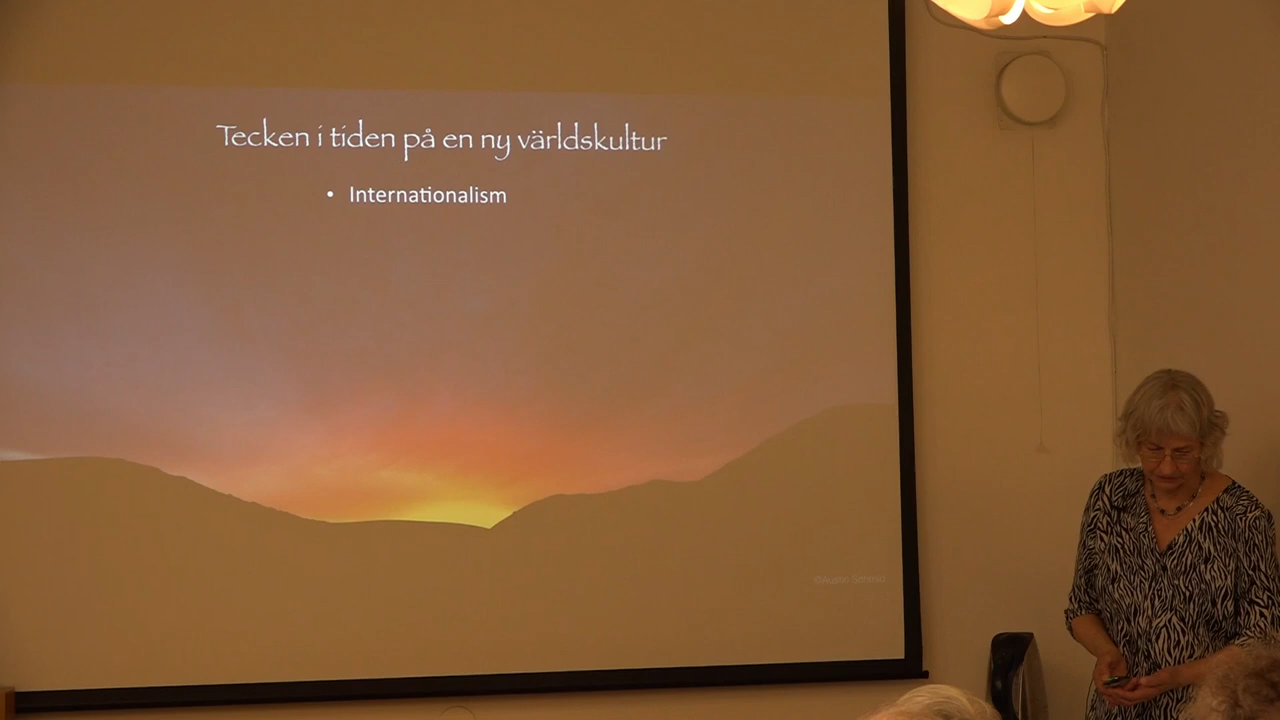 Tecken i tiden på en ny världskultur
• Internationalism